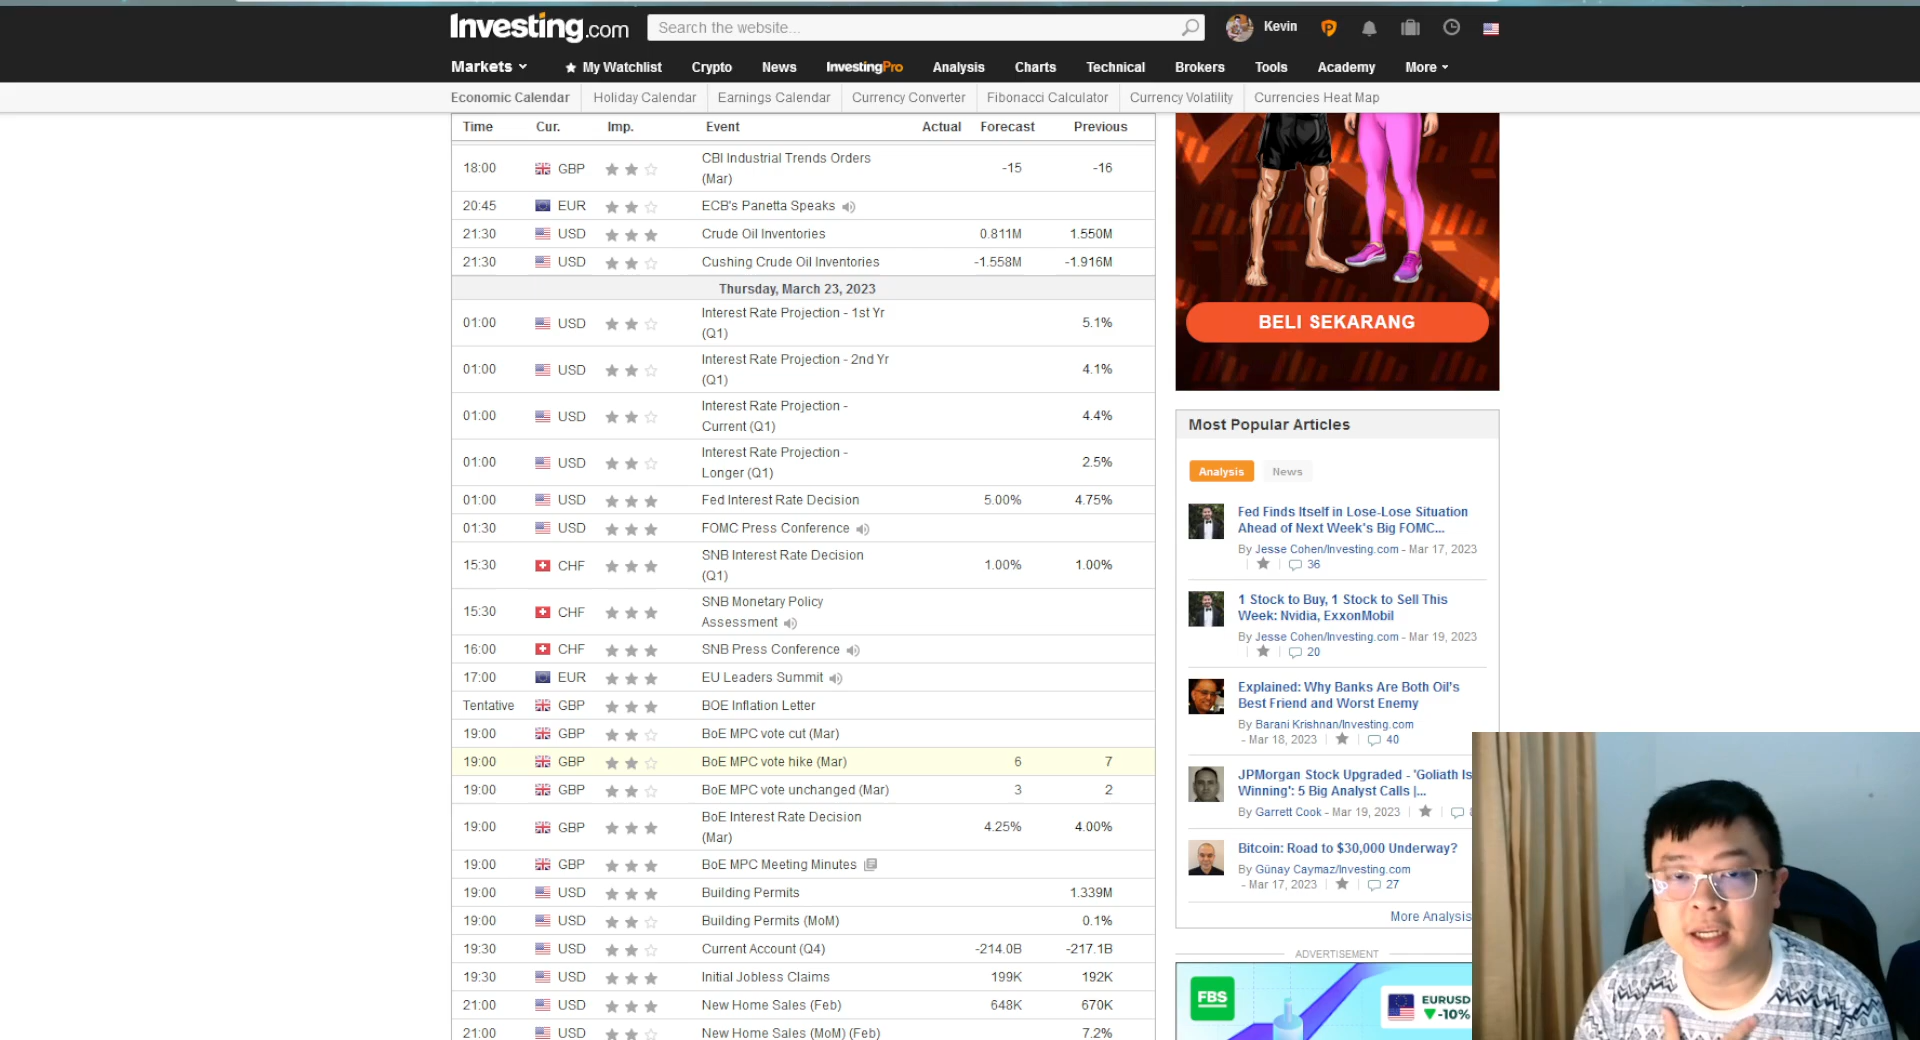 Investing.com
Search the website...
Kevin
Markets
My Watchlist
Crypto
News
InvestingPro
Analysis
Charts
Technical
Brokers
Tools
Academy
More
Economic Calendar
Holiday Calendar
Earnings Calendar
Currency Converter
Fibonacci Calculator
Currency Volatility
Currencies Heat Map
Time Cur. Imp. Event Actual Forecast Previous
18:00 GBP CBI Industrial Trends Orders -15 -16
(Mar)
20:45 EUR ECB's Panetta Speaks
21:30 USD Crude Oil Inventories 0.811M 1.550M
21:30 USD Cushing Crude Oil Inventories -1.558M -1.916M
Thursday, March 23, 2023
01:00 USD Interest Rate Projection - 1st Yr 5.1%
(Q1)
01:00 USD Interest Rate Projection - 2nd Yr 4.1%
(Q1)
01:00 USD Interest Rate Projection - 4.4%
Current (Q1)
01:00 USD Interest Rate Projection - 2.5%
Longer (Q1)
01:00 USD Fed Interest Rate Decision 5.00% 4.75%
01:30 USD FOMC Press Conference
15:30 CHF SNB Interest Rate Decision 1.00% 1.00%
(Q1)
15:30 CHF SNB Monetary Policy
Assessment
16:00 CHF SNB Press Conference
17:00 EUR EU Leaders Summit
Tentative GBP BOE Inflation Letter
19:00 GBP BoE MPC vote cut (Mar)
19:00 GBP BoE MPC vote hike (Mar) 6 7
19:00 GBP BoE MPC vote unchanged (Mar) 3 2
19:00 GBP BoE Interest Rate Decision 4.25% 4.00%
(Mar)
19:00 GBP BoE MPC Meeting Minutes
19:00 USD Building Permits 1.339M
19:00 USD Building Permits (MoM) 0.1%
19:30 USD Current Account (Q4) -214.0B -217.1B
19:30 USD Initial Jobless Claims 199K 192K
21:00 USD New Home Sales (Feb) 648K 670K
21:00 USD New Home Sales (MoM) (Feb) 7.2%
BELI SEKARANG
Most Popular Articles
Analysis
News
Fed Finds Itself in Lose-Lose Situation
Ahead of Next Week's Big FOMC...
By Jesse Cohen/Investing.com - Mar 17, 2023
36
1 Stock to Buy, 1 Stock to Sell This
Week: Nvidia, ExxonMobil
By Jesse Cohen/Investing.com - Mar 19, 2023
20
Explained: Why Banks Are Both Oil's
Best Friend and Worst Enemy
By Barani Krishnan/Investing.com
- Mar 18, 2023
40
JPMorgan Stock Upgraded - 'Goliath Is
Winning': 5 Big Analyst Calls |...
By Garrett Cook - Mar 19, 2023
Bitcoin: Road to $30,000 Underway?
By Günay Caymaz/Investing.com
- Mar 17, 2023
27
More Analysis
ADVERTISEMENT
FBS
EURUSD
-10%